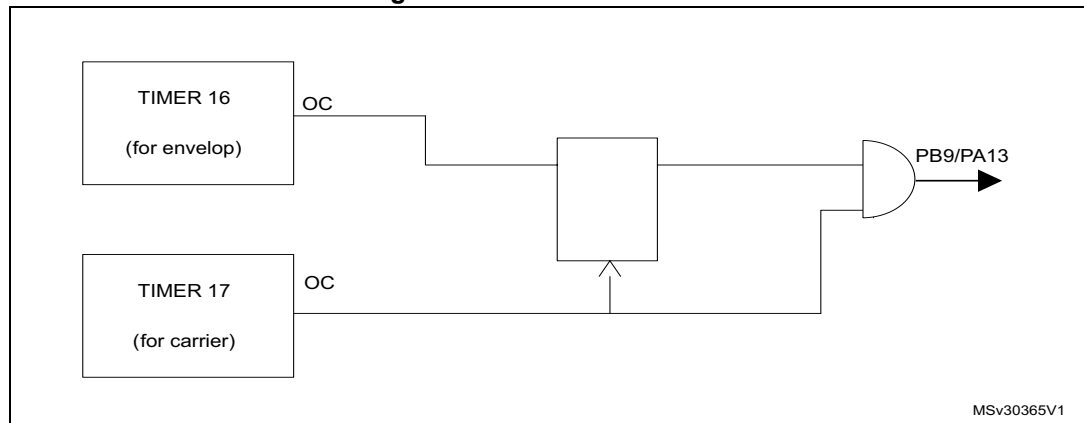 TIMER 16
(for envelop)
OC
TIMER 17
(for carrier)
OC
PB9/PA13
MSv30365V1